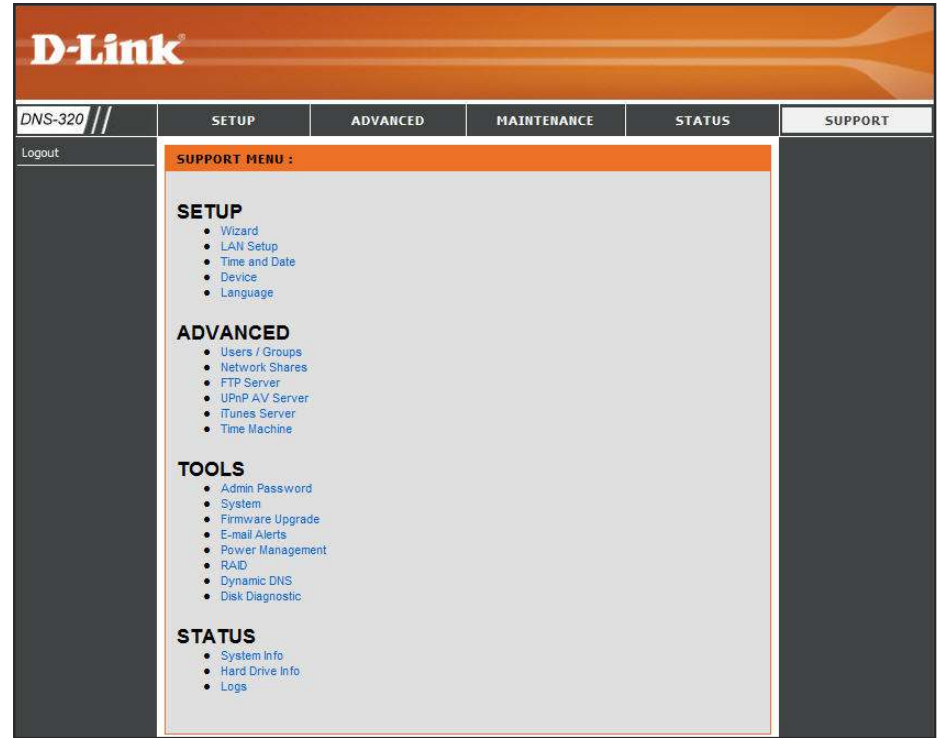 D-Link®
DNS-320 // SETUP ADVANCED MAINTENANCE STATUS SUPPORT
Logout
SUPPORT MENU :
SETUP
• Wizard
• LAN Setup
• Time and Date
• Device
• Language
ADVANCED
• Users / Groups
• Network Shares
• FTP Server
• UPnP AV Server
• iTunes Server
• Time Machine
TOOLS
• Admin Password
• System
• Firmware Upgrade
• E-mail Alerts
• Power Management
• RAID
• Dynamic DNS
• Disk Diagnostic
STATUS
• System Info
• Hard Drive Info
• Logs